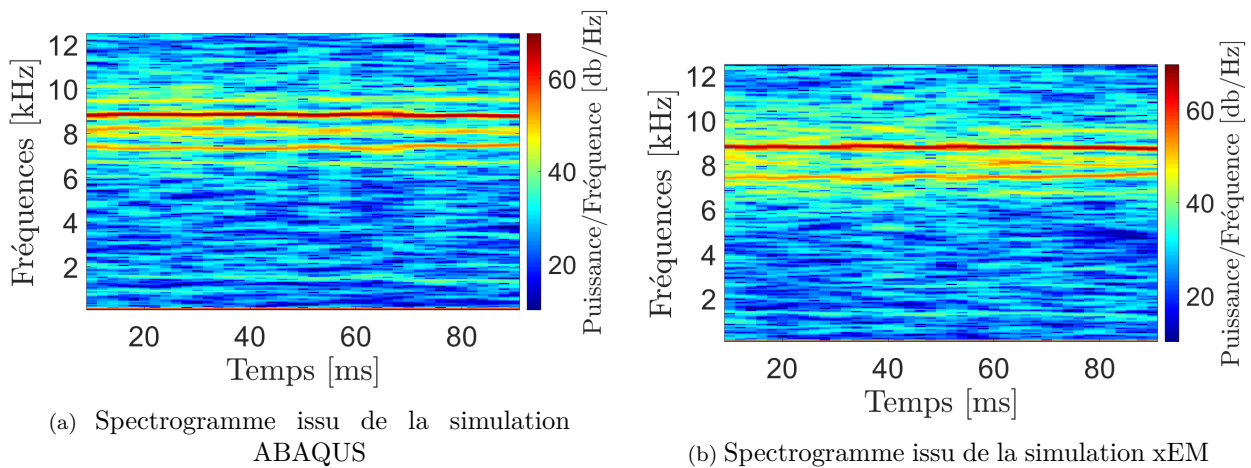 12
10
8
6
4
2
Fréquences [kHz]
20
40
60
80
Temps [ms]
60
40
20
Puissance/Fréquence [db/Hz]
(a) Spectrogramme issu de la simulation
ABAQUS
12
10
8
6
4
2
Fréquences [kHz]
20
40
60
80
Temps [ms]
60
40
20
Puissance/Fréquence [db/Hz]
(b) Spectrogramme issu de la simulation xEM